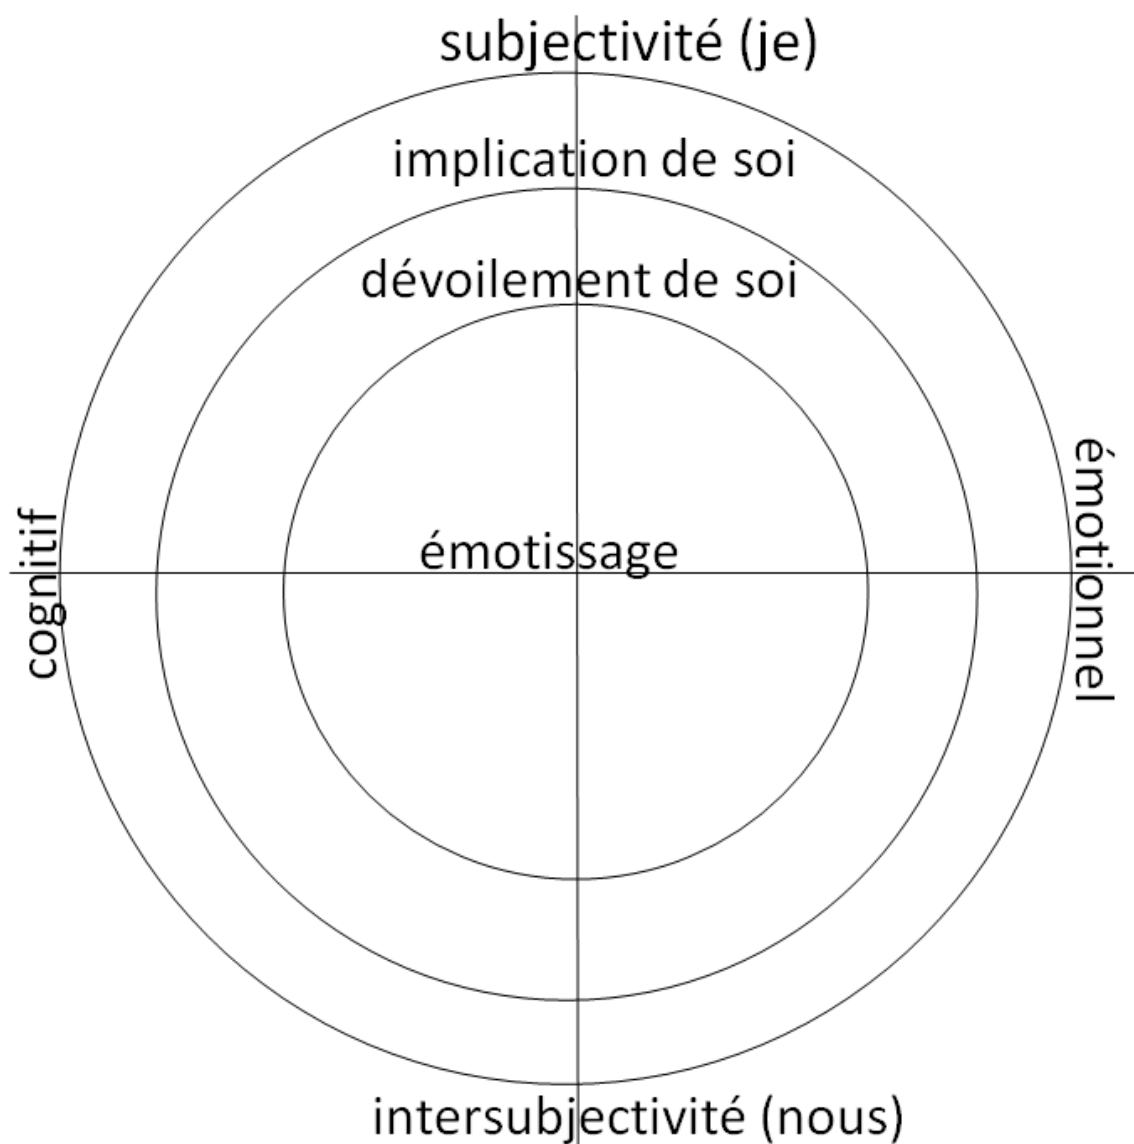 subjectivité (je)
implication de soi
dévoilement de soi
émotissage
cognitif
émotionnel
intersubjectivité (nous)